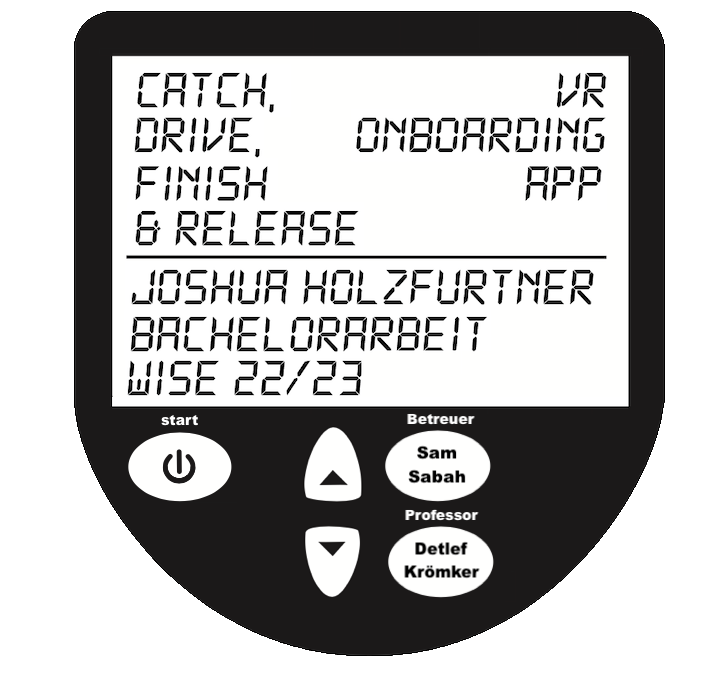 CATCH, VR
DRIVE, ONBOARDING
FINISH APP
& RELEASE
JOSHUA HOLZFURTNER
BACHELORARBEIT
WISE 22/23
start
Betreuer
Sam
Sabah
Professor
Detlef
Krömker